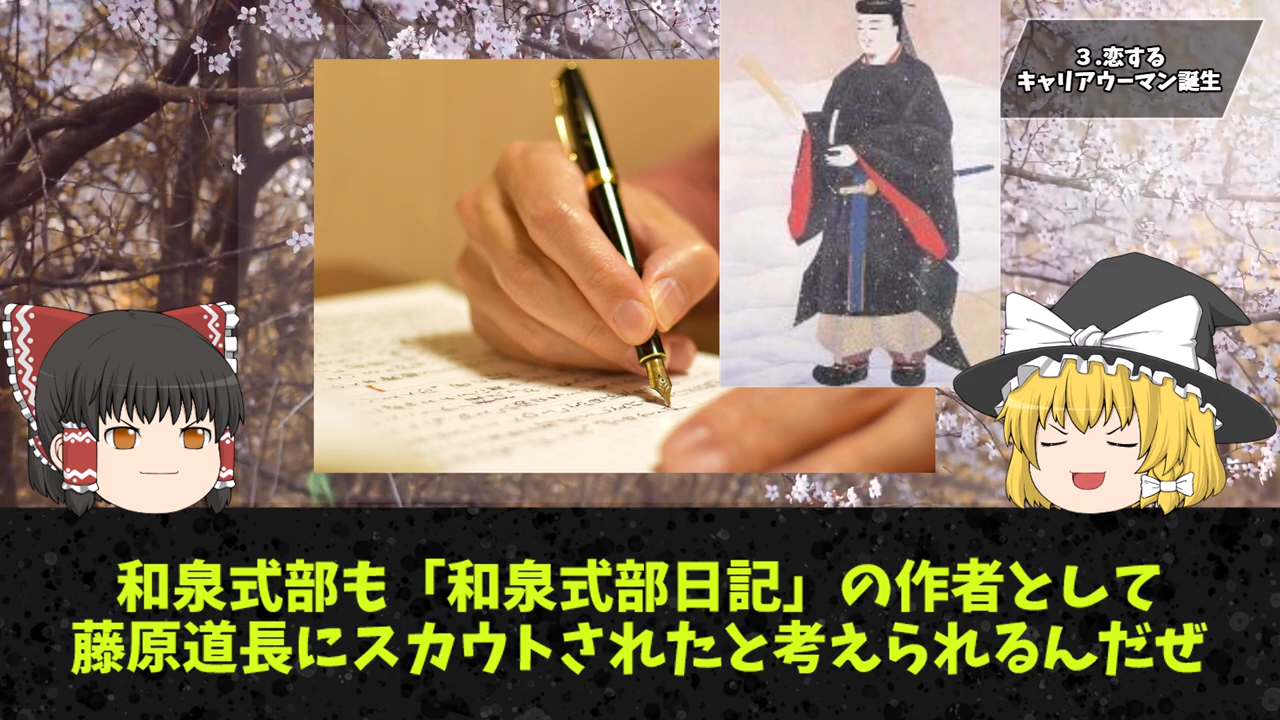 3.恋する
キャリアウーマン誕生
和泉式部も「和泉式部日記」の作者として
藤原道長にスカウトされたと考えられるんだぜ